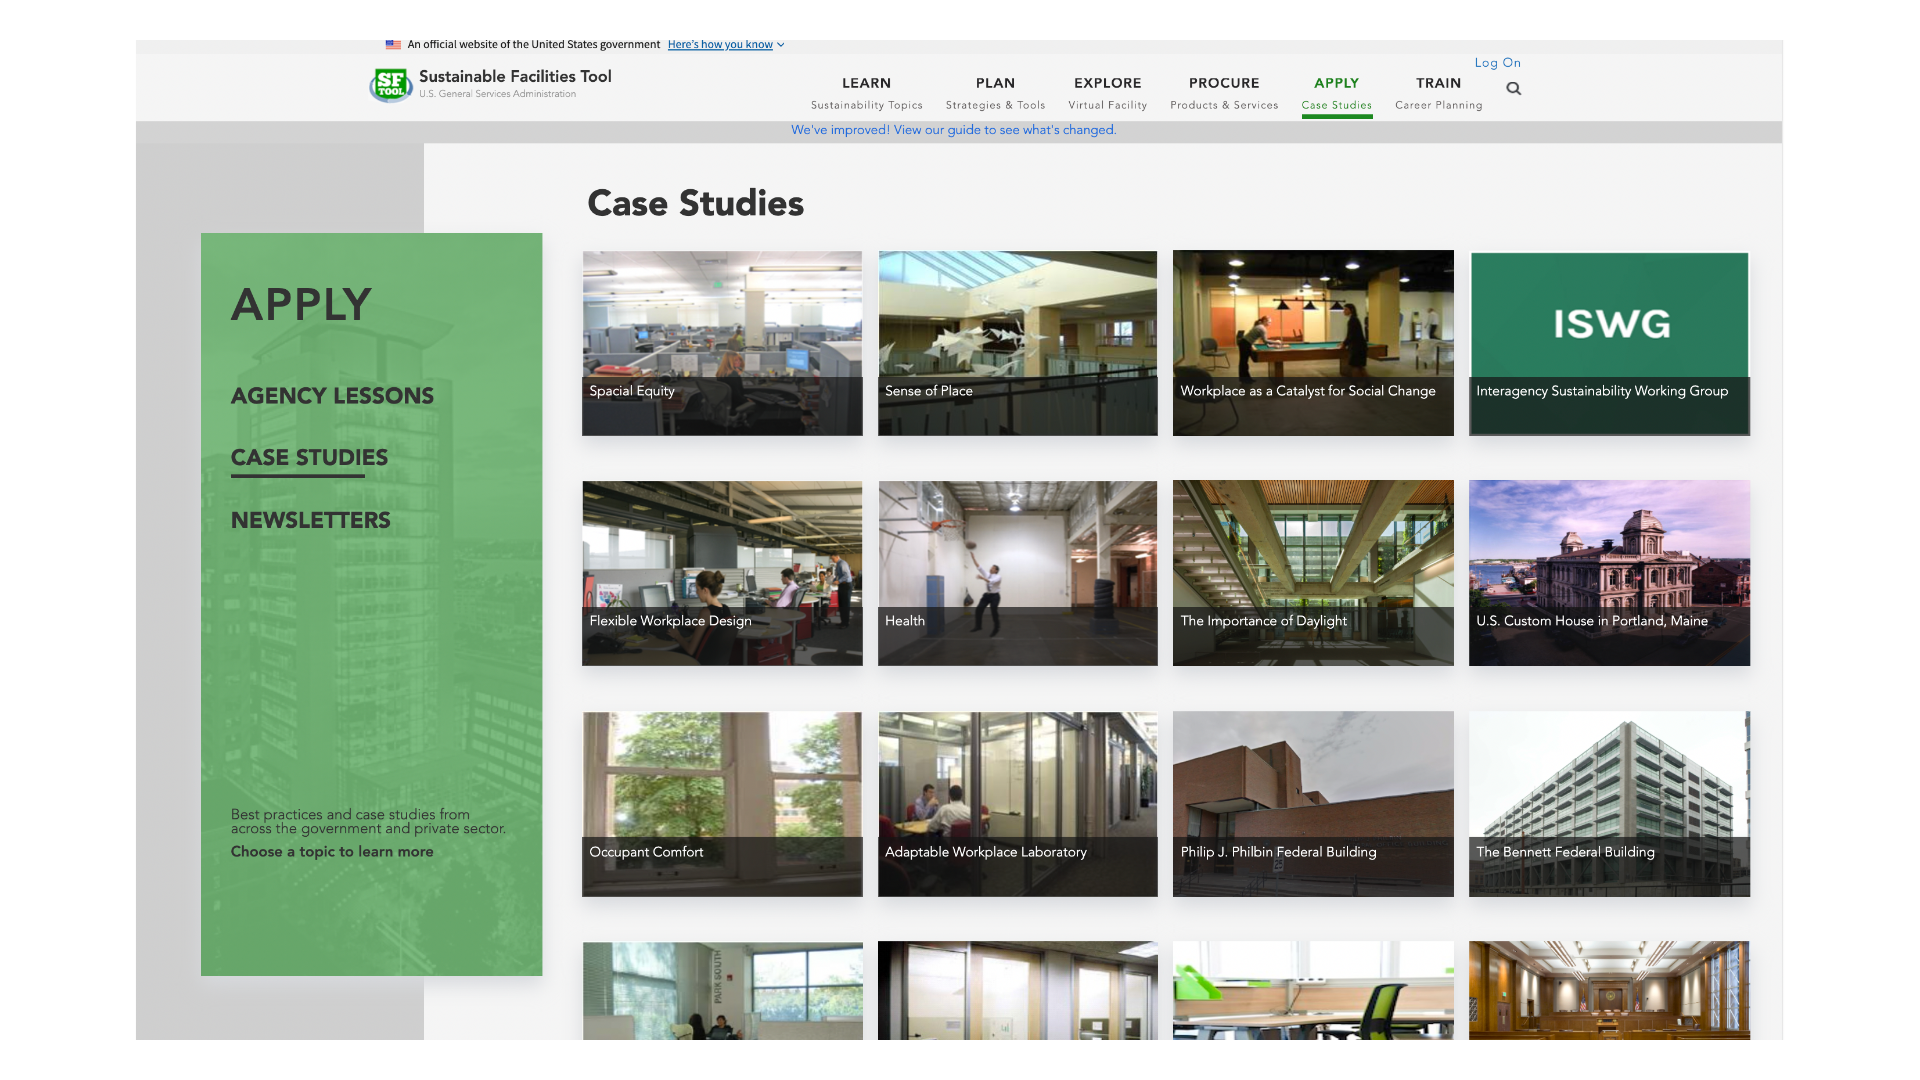 An official website of the United States government Here's how you know
SF TOOL
Sustainable Facilities Tool
U.S. General Services Administration
LEARN
Sustainability Topics
PLAN
Strategies & Tools
EXPLORE
Virtual Facility
PROCURE
Products & Services
APPLY
Case Studies
TRAIN
Career Planning
Log On
We've improved! View our guide to see what's changed.
APPLY
AGENCY LESSONS
CASE STUDIES
NEWSLETTERS
Best practices and case studies from
across the government and private sector.
Choose a topic to learn more
Case Studies
Spacial Equity
Sense of Place
Workplace as a Catalyst for Social Change
ISWG
Interagency Sustainability Working Group
Flexible Workplace Design
Health
The Importance of Daylight
U.S. Custom House in Portland, Maine
Occupant Comfort
Adaptable Workplace Laboratory
Philip J. Philbin Federal Building
The Bennett Federal Building
PARK SOUTH